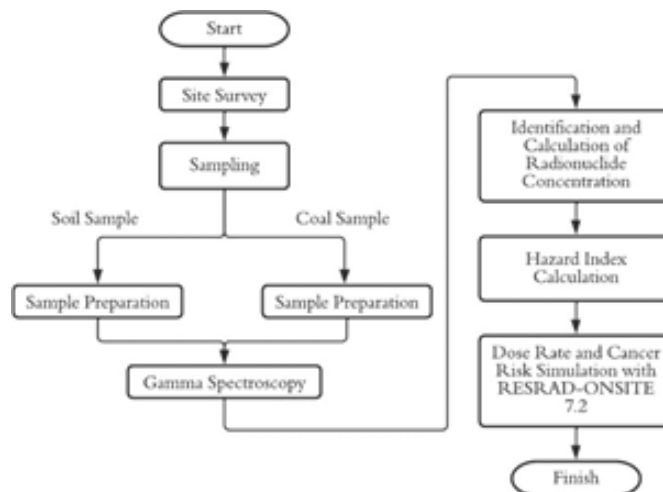 Start
Site Survey
Sampling
Soil Sample
Coal Sample
Sample Preparation
Sample Preparation
Gamma Spectroscopy
Identification and
Calculation of
Radionuclide
Concentration
Hazard Index
Calculation
Dose Rate and Cancer
Risk Simulation with
RESRAD-ONSITE
7.2
Finish